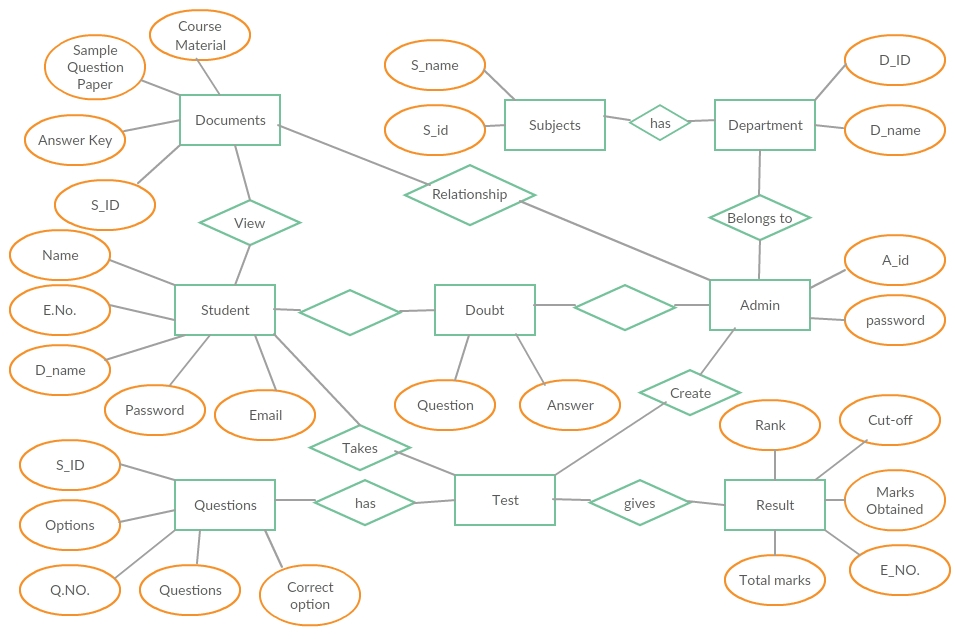 Course
Material
Sample
Question
Paper
S_name
D_ID
Documents
Subjects
has
Department
Answer Key
S_id
D_name
S_ID
Relationship
View
Belongs to
Name
A_id
E.No.
Student
Doubt
Admin
password
D_name
Password
Email
Question
Answer
Create
Rank
Cut-off
Takes
S_ID
Questions
has
Test
gives
Result
Marks
Obtained
Options
Q.NO.
Questions
Correct
option
Total marks
E_NO.